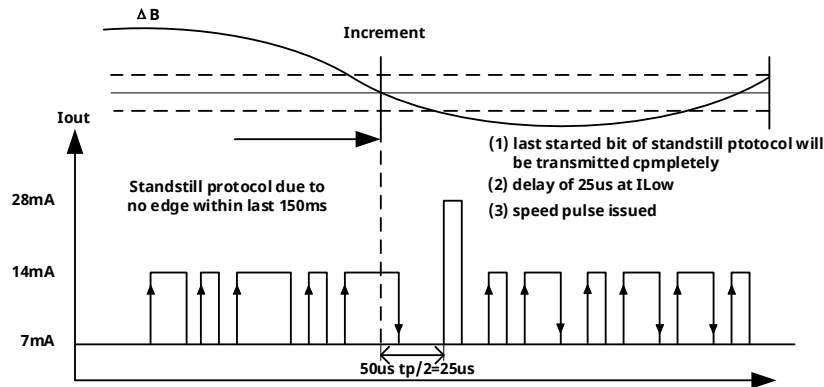 Δ B
Increment
Iout
(1) last started bit of standstill ptotocol will
be transmitted cpmpletely
(2) delay of 25us at ILow
(3) speed pulse issued
Standstill protocol due to
no edge within last 150ms
28mA
14mA
7mA
50us tp/2=25us